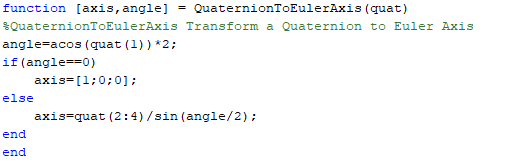 function [axis,angle] = QuaternionToEulerAxis(quat)
%QuaternionToEulerAxis Transform a Quaternion to Euler Axis
angle=acos(quat(1))*2;
if(angle==0)
    axis=[1;0;0];
else
    axis=quat(2:4)/sin(angle/2);
end
end